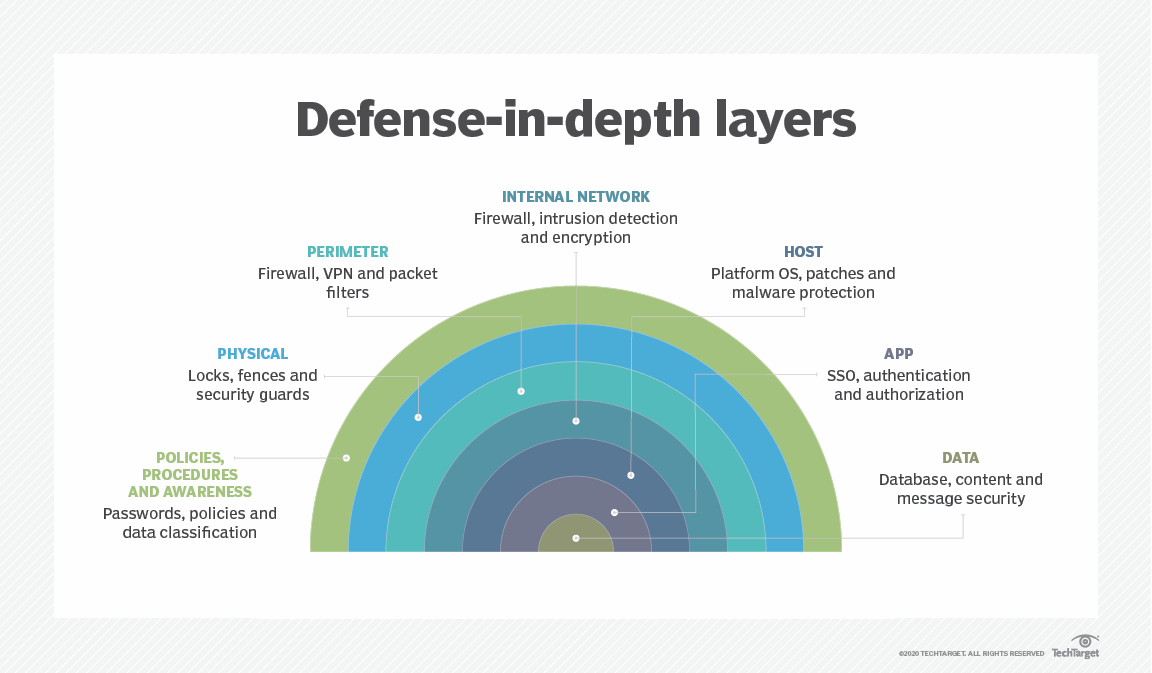 Defense-in-depth layers
INTERNAL NETWORK
Firewall, intrusion detection
and encryption
PERIMETER
Firewall, VPN and packet
filters
HOST
Platform OS, patches and
malware protection
PHYSICAL
Locks, fences and
security guards
APP
SSO, authentication
and authorization
POLICIES,
PROCEDURES
AND AWARENESS
Passwords, policies and
data classification
DATA
Database, content and
message security
©2020 TECHTARGET. ALL RIGHTS RESERVED
TechTarget